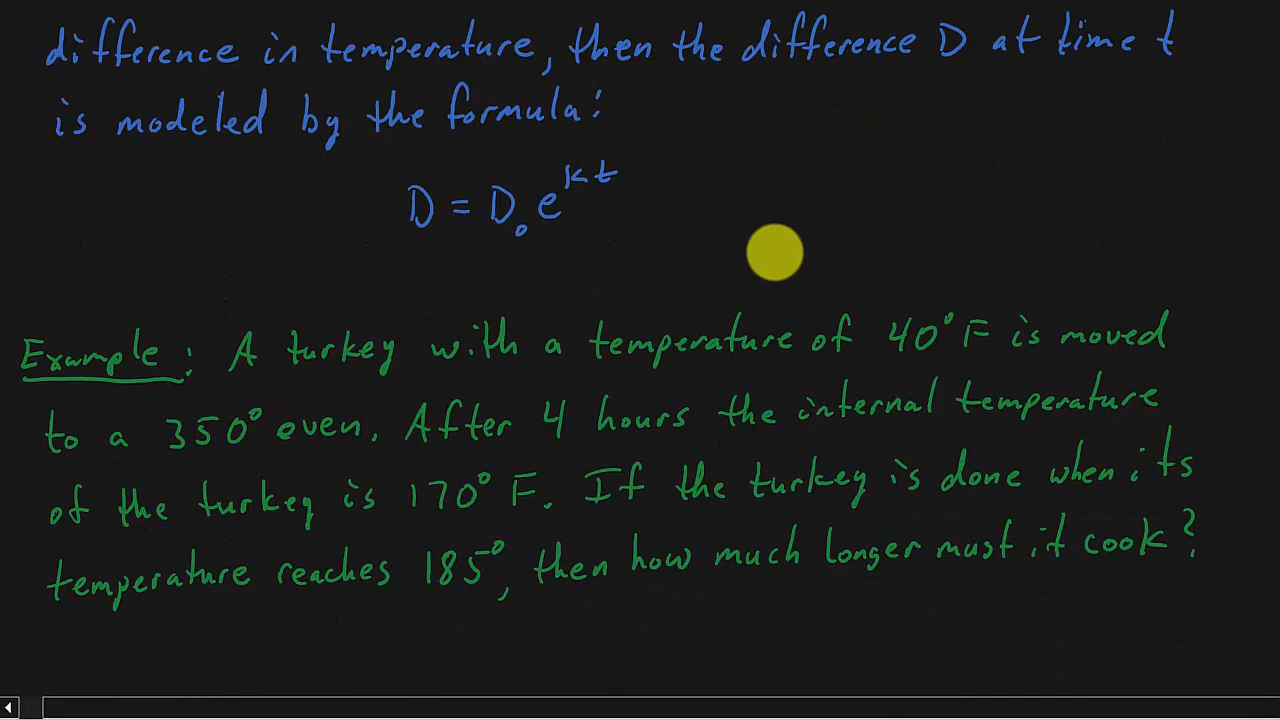 difference in temperature, then the difference D at time t
is modeled by the formula:
D = D₀ e^{kt}
Example: A turkey with a temperature of 40° F is moved
to a 350° oven. After 4 hours the internal temperature
of the turkey is 170° F. If the turkey is done when its
temperature reaches 185°, then how much longer must it cook?